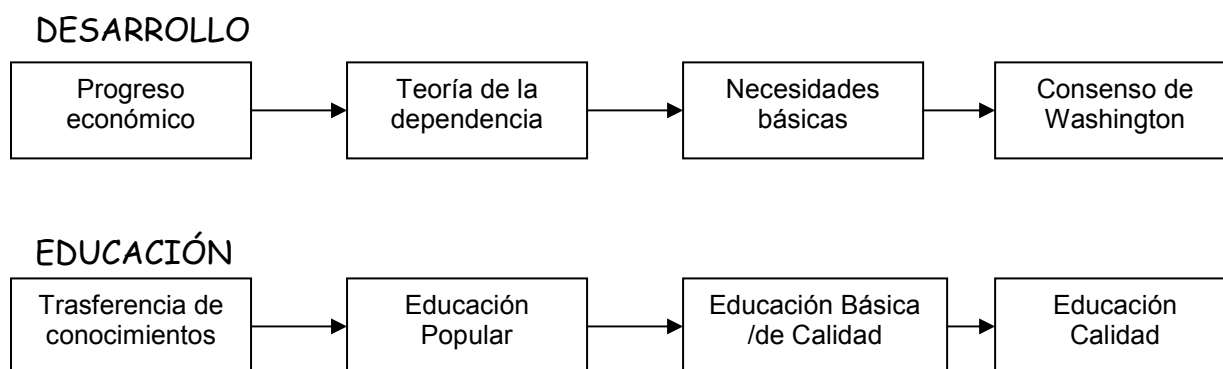 DESARROLLO
Progreso
económico
Teoría de la
dependencia
Necesidades
básicas
Consenso de
Washington
EDUCACIÓN
Trasferencia de
conocimientos
Educación
Popular
Educación Básica
/de Calidad
Educación
Calidad